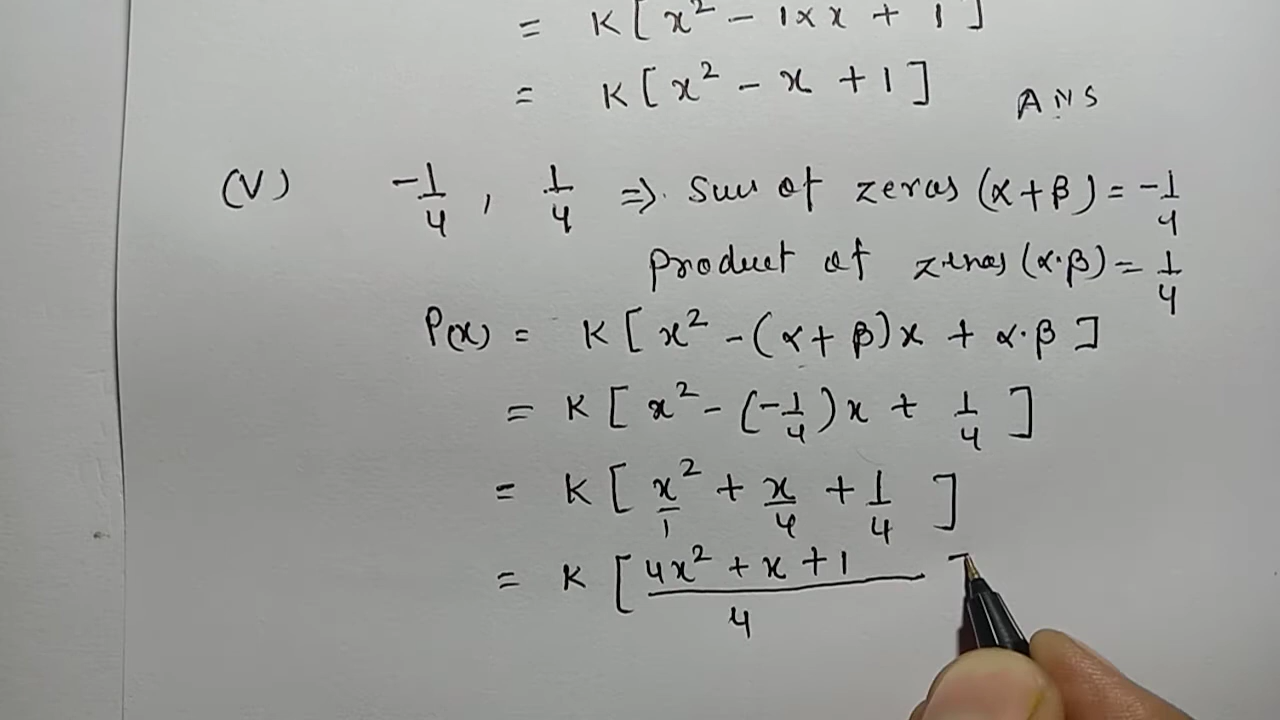 = K[x² - 1×x + 1]
= K[x² - x + 1] ANS
(V) -1/4, 1/4 ⇒ Sum of zeros (α+β) = -1/4
Product of zeros (α·β) = 1/4
P(x) = K[x² - (α+β)x + α·β]
= K[x² - (-1/4)x + 1/4]
= K[x²/1 + x/4 + 1/4]
= K[4x² + x + 1/4